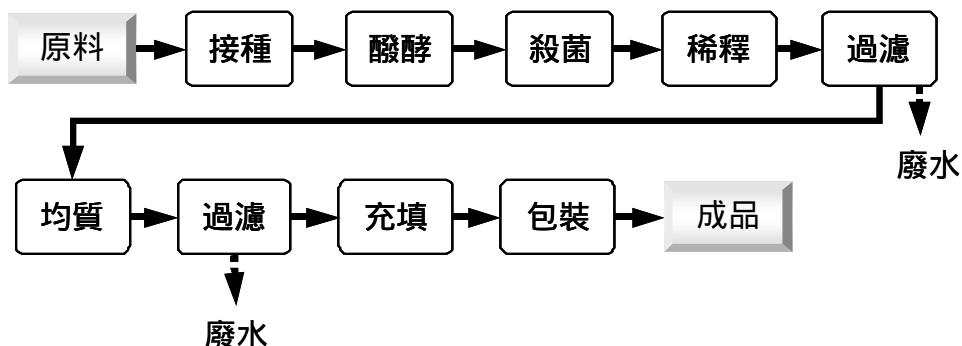 原料
接種
醱酵
殺菌
稀釋
過濾
廢水
均質
過濾
充填
包裝
成品
廢水